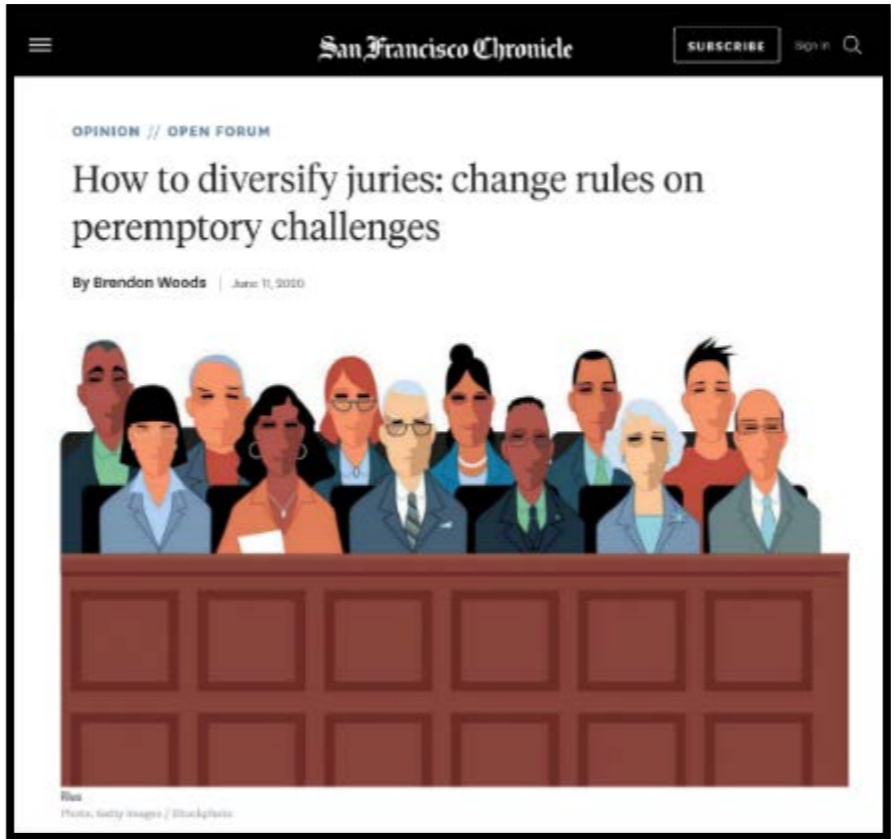 San Francisco Chronicle
SUBSCRIBE
Sign in
OPINION // OPEN FORUM
How to diversify juries: change rules on
peremptory challenges
By Brendon Woods | June 11, 2020
Photo: Getty Images / iStockphoto